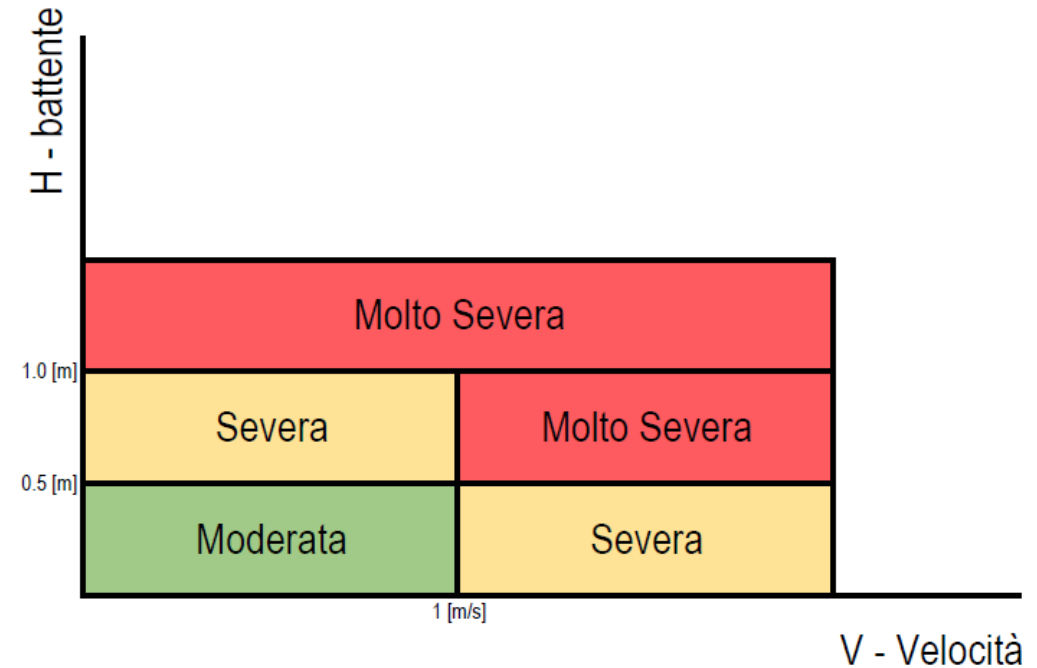 H - battente
Molto Severa
1.0 [m]
Severa
Molto Severa
0.5 [m]
Moderata
Severa
1 [m/s]
V - Velocità